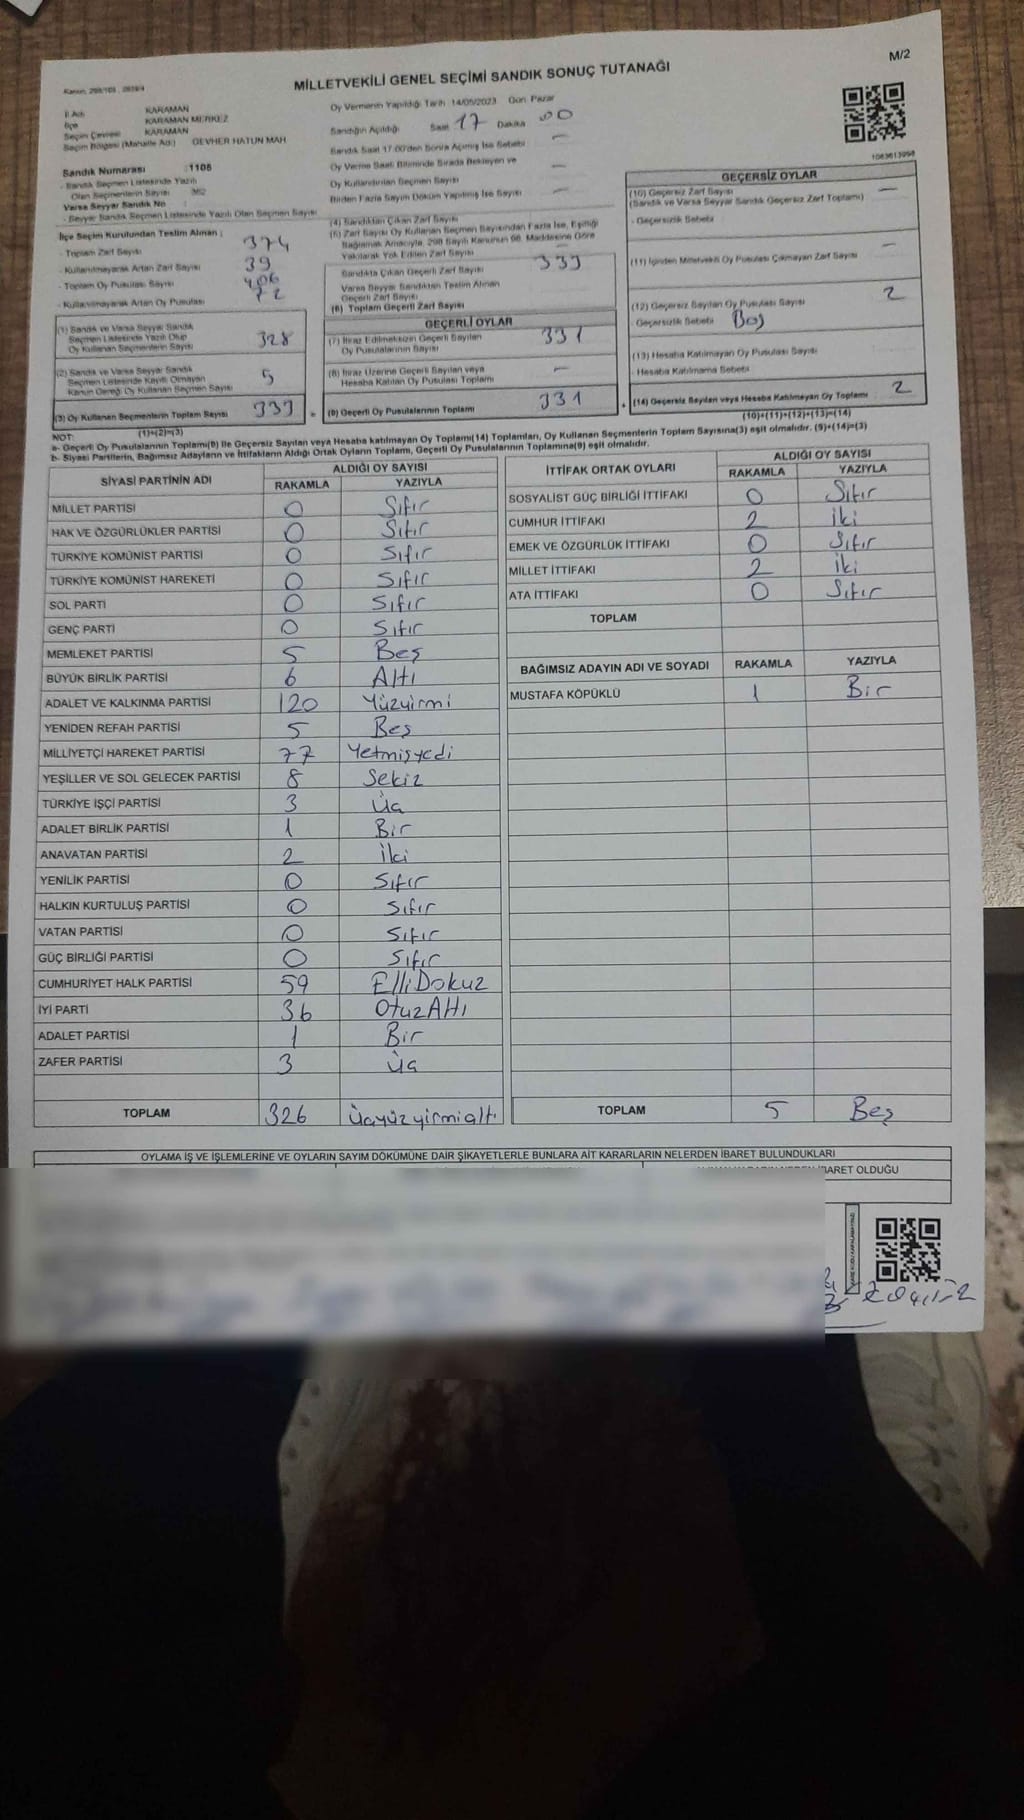 M/2
MİLLETVEKİLİ GENEL SEÇİMİ SANDIK SONUÇ TUTANAĞI
İl Adı KARAMAN
İlçe KARAMAN MERKEZ
Seçim Çevresi KARAMAN
Seçim Bölgesi (Mahalle Adı) GEVHER HATUN MAH
Oy Vermenin Yapıldığı Tarih 14/05/2023 Gün Pazar
Sandığın Açıldığı Saat 17 Dakika 00
Sandık Saat 17:00'den Sonra Açılmış İse Sebebi —
Oy Verme Saati Bitiminde Sırada Bekleyen ve
Oy Kullandırılan Seçmen Sayısı —
Birden Fazla Sayım Döküm Yapılmış İse Sayısı —
Sandık Numarası : 1106
- Sandık Seçmen Listesinde Yazılı
Olan Seçmenlerin Sayısı 362
Varsa Seyyar Sandık No :
- Seyyar Sandık Seçmen Listesinde Yazılı Olan Seçmen Sayısı
İlçe Seçim Kurulundan Teslim Alınan :
- Toplam Zarf Sayısı 374
- Kullanılmayarak Artan Zarf Sayısı 39
- Toplam Oy Pusulası Sayısı 406
- Kullanılmayarak Artan Oy Pusulası 72
(1) Sandık ve Varsa Seyyar Sandık
Seçmen Listesinde Yazılı Olup
Oy Kullanan Seçmenlerin Sayısı 328
(2) Sandık ve Varsa Seyyar Sandık
Seçmen Listesinde Kayıtlı Olmayan
Kanun Gereği Oy Kullanan Seçmen Sayısı 5
(3) Oy Kullanan Seçmenlerin Toplam Sayısı 333
(1)+(2)=(3)
(4) Sandıktan Çıkan Zarf Sayısı
(5) Zarf Sayısı Oy Kullanan Seçmen Sayısından Fazla İse, Eşitliği
Sağlamak Amacıyla, 298 Sayılı Kanunun 98. Maddesine Göre
Yakılarak Yok Edilen Zarf Sayısı —
Sandıkta Çıkan Geçerli Zarf Sayısı 333
Varsa Seyyar Sandıktan Teslim Alınan
Geçerli Zarf Sayısı
(6) Toplam Geçerli Zarf Sayısı
GEÇERLİ OYLAR
(7) İtiraz Edilmeksizin Geçerli Sayılan
Oy Pusulalarının Sayısı 331
(8) İtiraz Üzerine Geçerli Sayılan veya
Hesaba Katılan Oy Pusulası Toplamı —
(9) Geçerli Oy Pusulalarının Toplamı 331
GEÇERSİZ OYLAR
(10) Geçersiz Zarf Sayısı —
(Sandık ve Varsa Seyyar Sandık Geçersiz Zarf Toplamı)
- Geçersizlik Sebebi
(11) İçinden Milletvekili Oy Pusulası Çıkmayan Zarf Sayısı —
(12) Geçersiz Sayılan Oy Pusulası Sayısı 2
- Geçersizlik Sebebi Boş
(13) Hesaba Katılmayan Oy Pusulası Sayısı
- Hesaba Katılmama Sebebi
(14) Geçersiz Sayılan veya Hesaba Katılmayan Oy Toplamı 2
(10)+(11)+(12)+(13)=(14)
NOT:
a- Geçerli Oy Pusulalarının Toplamı(9) ile Geçersiz Sayılan veya Hesaba katılmayan Oy Toplamı(14) Toplamları, Oy Kullanan Seçmenlerin Toplam Sayısına(3) eşit olmalıdır. (9)+(14)=(3)
b- Siyasi Partilerin, Bağımsız Adayların ve İttifakların Aldığı Ortak Oyların Toplamı, Geçerli Oy Pusulalarının Toplamına(9) eşit olmalıdır.
SİYASİ PARTİNİN ADI ALDIĞI OY SAYISI
RAKAMLA YAZIYLA
MİLLET PARTİSİ 0 Sıfır
HAK VE ÖZGÜRLÜKLER PARTİSİ 0 Sıfır
TÜRKİYE KOMÜNİST PARTİSİ 0 Sıfır
TÜRKİYE KOMÜNİST HAREKETİ 0 Sıfır
SOL PARTİ 0 Sıfır
GENÇ PARTİ 0 Sıfır
MEMLEKET PARTİSİ 5 Beş
BÜYÜK BİRLİK PARTİSİ 6 Altı
ADALET VE KALKINMA PARTİSİ 120 Yüzyirmi
YENİDEN REFAH PARTİSİ 5 Beş
MİLLİYETÇİ HAREKET PARTİSİ 77 Yetmişyedi
YEŞİLLER VE SOL GELECEK PARTİSİ 8 Sekiz
TÜRKİYE İŞÇİ PARTİSİ 3 Üç
ADALET BİRLİK PARTİSİ 1 Bir
ANAVATAN PARTİSİ 2 İki
YENİLİK PARTİSİ 0 Sıfır
HALKIN KURTULUŞ PARTİSİ 0 Sıfır
VATAN PARTİSİ 0 Sıfır
GÜÇ BİRLİĞİ PARTİSİ 0 Sıfır
CUMHURİYET HALK PARTİSİ 59 ElliDokuz
İYİ PARTİ 36 OtuzAltı
ADALET PARTİSİ 1 Bir
ZAFER PARTİSİ 3 Üç
TOPLAM 326 Üçyüzyirmialtı
İTTİFAK ORTAK OYLARI ALDIĞI OY SAYISI
RAKAMLA YAZIYLA
SOSYALİST GÜÇ BİRLİĞİ İTTİFAKI 0 Sıfır
CUMHUR İTTİFAKI 2 İki
EMEK VE ÖZGÜRLÜK İTTİFAKI 0 Sıfır
MİLLET İTTİFAKI 2 İki
ATA İTTİFAKI 0 Sıfır
TOPLAM
BAĞIMSIZ ADAYIN ADI VE SOYADI RAKAMLA YAZIYLA
MUSTAFA KÖPÜKLÜ 1 Bir
TOPLAM 5 Beş
OYLAMA İŞ VE İŞLEMLERİNE VE OYLARIN SAYIM DÖKÜMÜNE DAİR ŞİKAYETLERLE BUNLARA AİT KARARLARIN NELERDEN İBARET BULUNDUKLARI
İBARET OLDUĞU